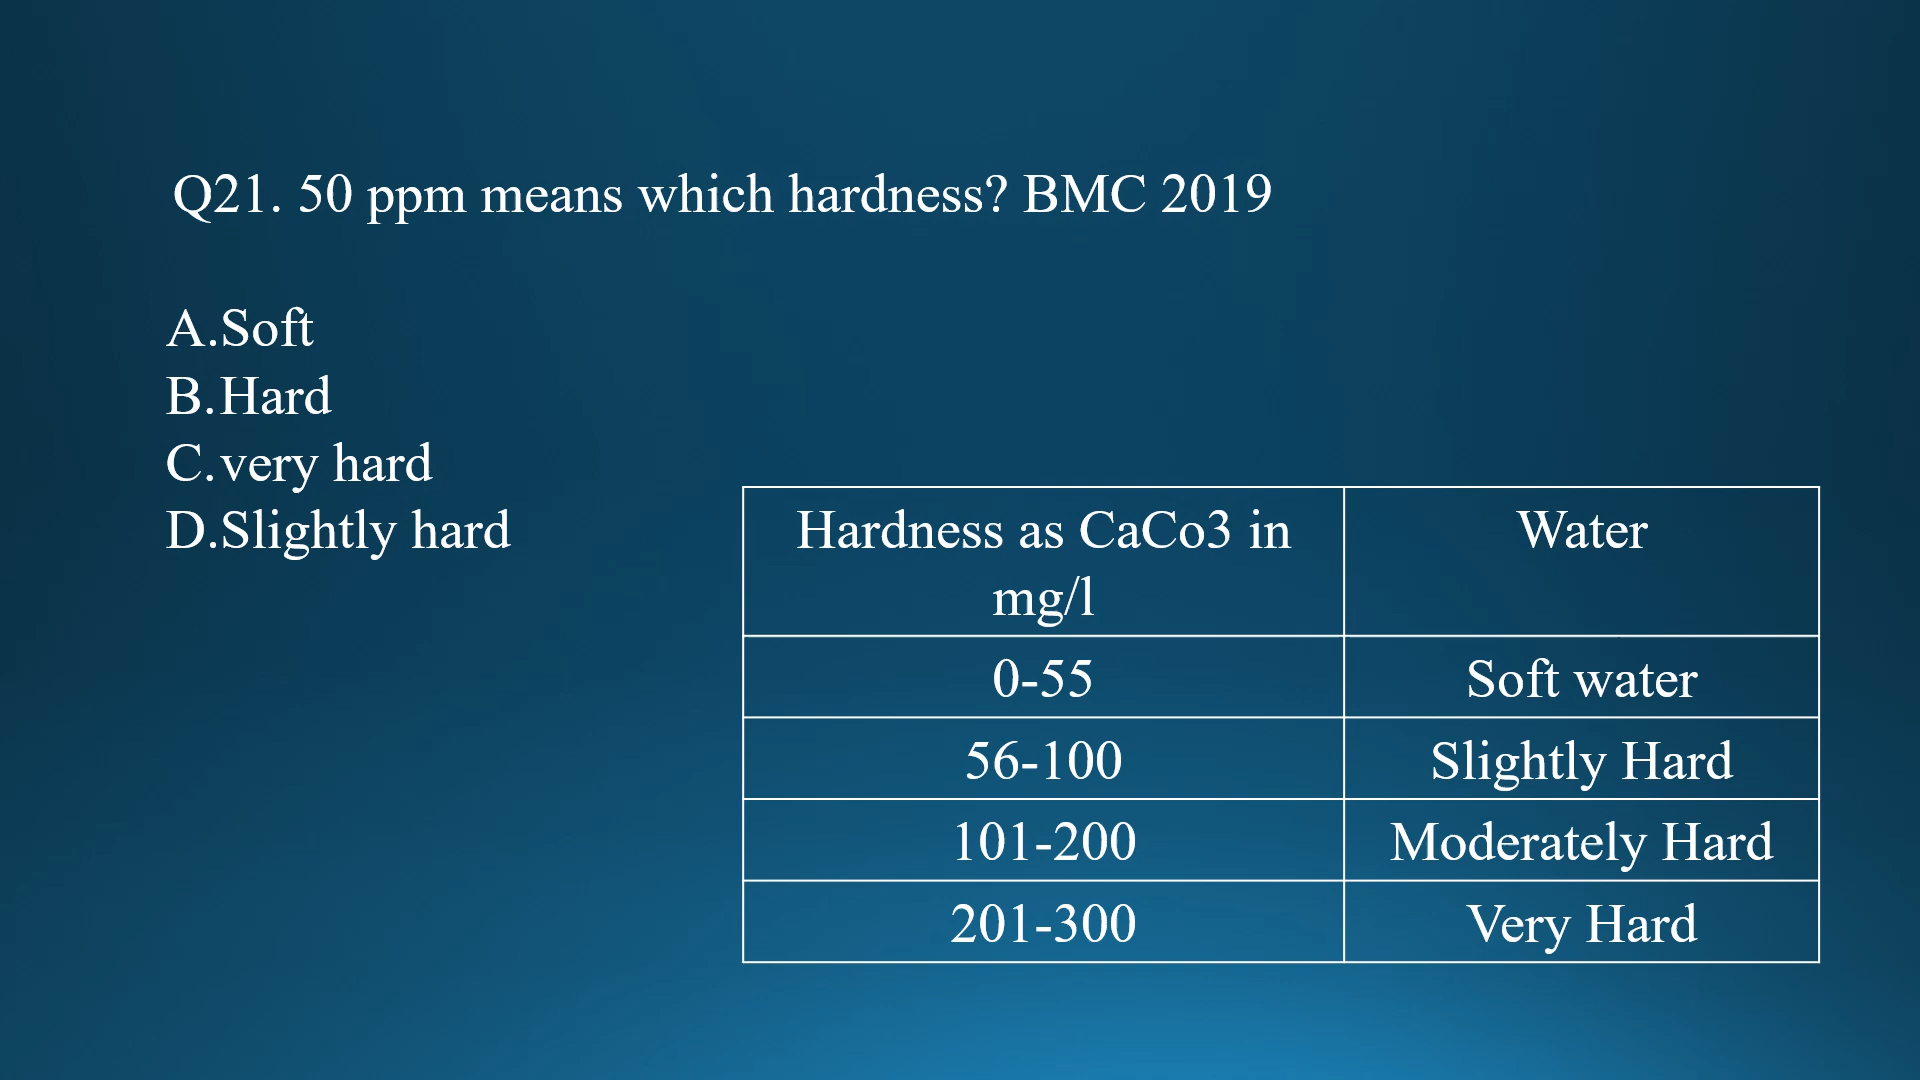 Q21. 50 ppm means which hardness? BMC 2019
A.Soft
B.Hard
C.very hard
D.Slightly hard
Hardness as CaCo3 in mg/l Water
0-55 Soft water
56-100 Slightly Hard
101-200 Moderately Hard
201-300 Very Hard